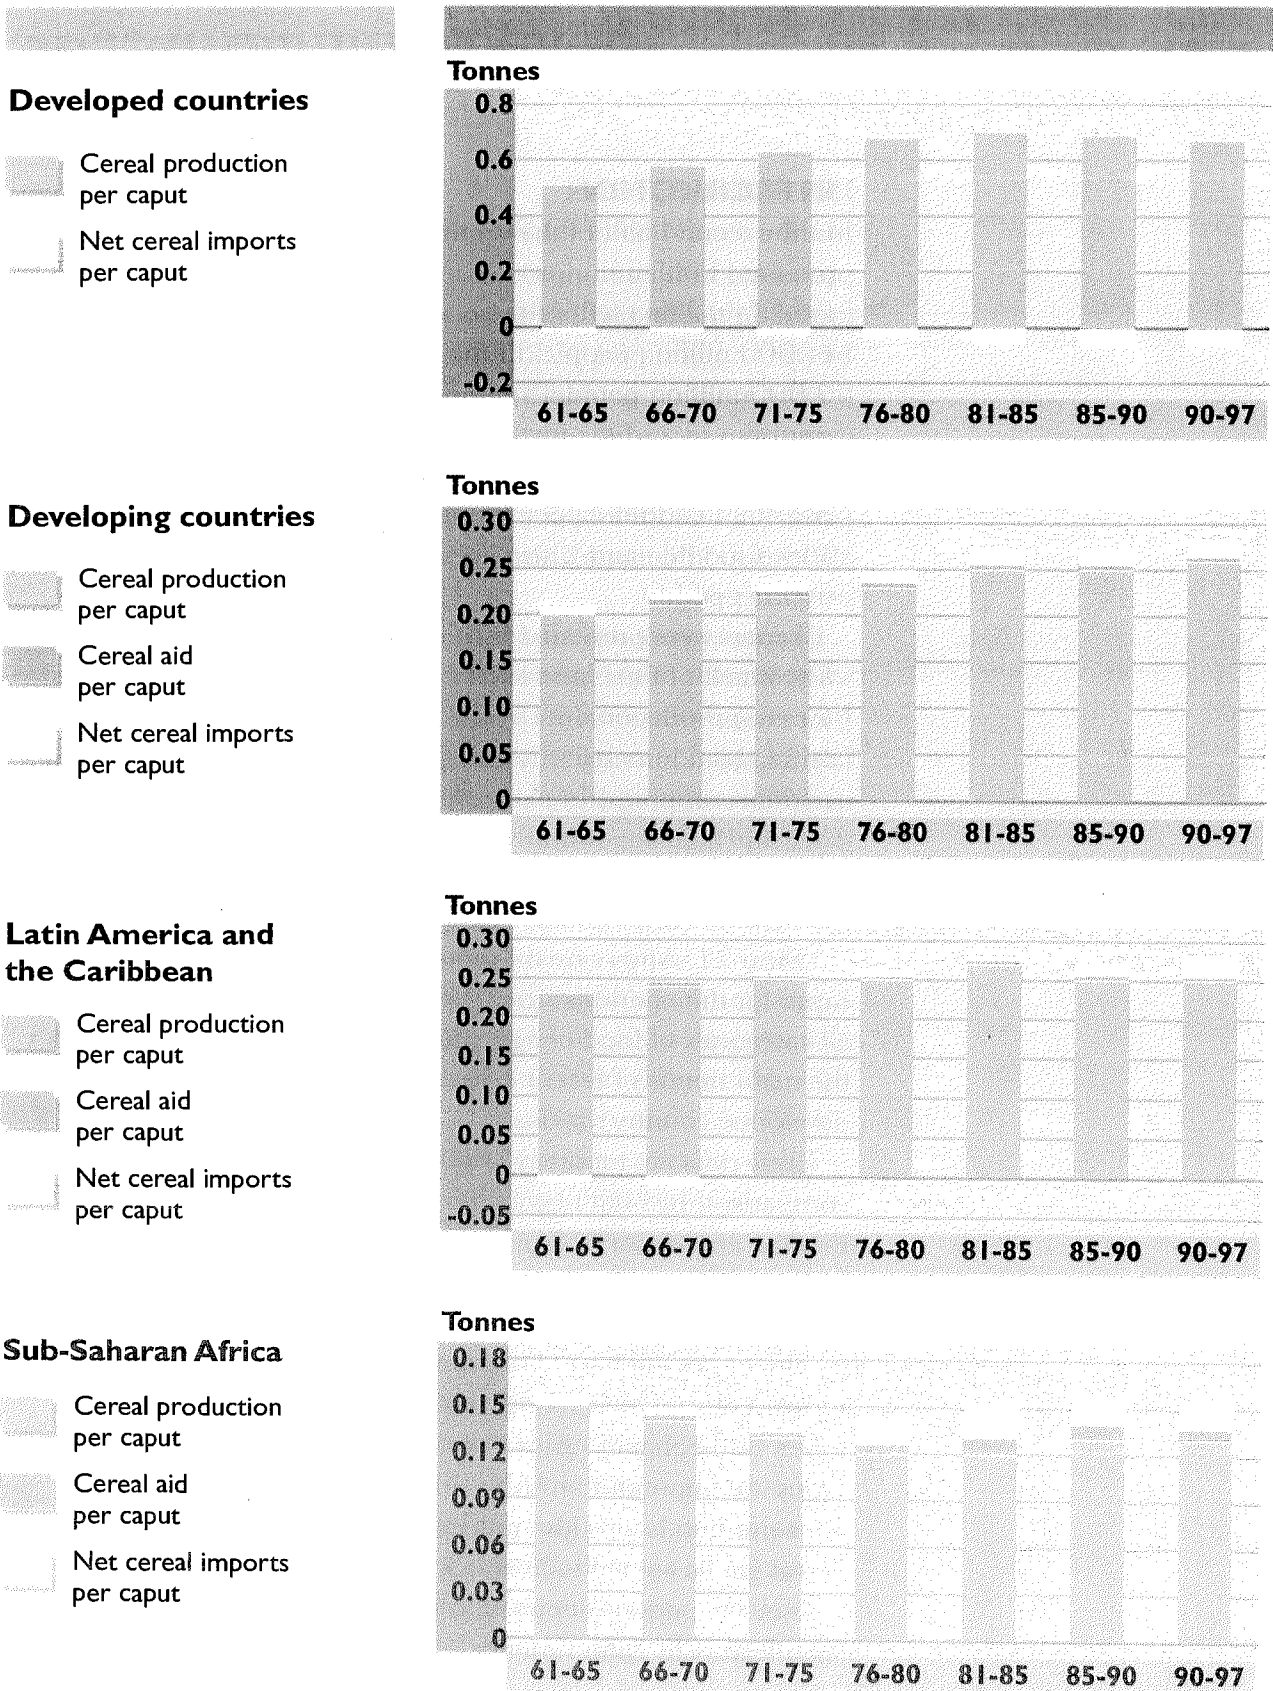 Developed countries
Cereal production
per caput
Net cereal imports
per caput
Tonnes
0.8
0.6
0.4
0.2
0
-0.2
61-65 66-70 71-75 76-80 81-85 85-90 90-97
Developing countries
Cereal production
per caput
Cereal aid
per caput
Net cereal imports
per caput
Tonnes
0.30
0.25
0.20
0.15
0.10
0.05
0
61-65 66-70 71-75 76-80 81-85 85-90 90-97
Latin America and
the Caribbean
Cereal production
per caput
Cereal aid
per caput
Net cereal imports
per caput
Tonnes
0.30
0.25
0.20
0.15
0.10
0.05
0
-0.05
61-65 66-70 71-75 76-80 81-85 85-90 90-97
Sub-Saharan Africa
Cereal production
per caput
Cereal aid
per caput
Net cereal imports
per caput
Tonnes
0.18
0.15
0.12
0.09
0.06
0.03
0
61-65 66-70 71-75 76-80 81-85 85-90 90-97